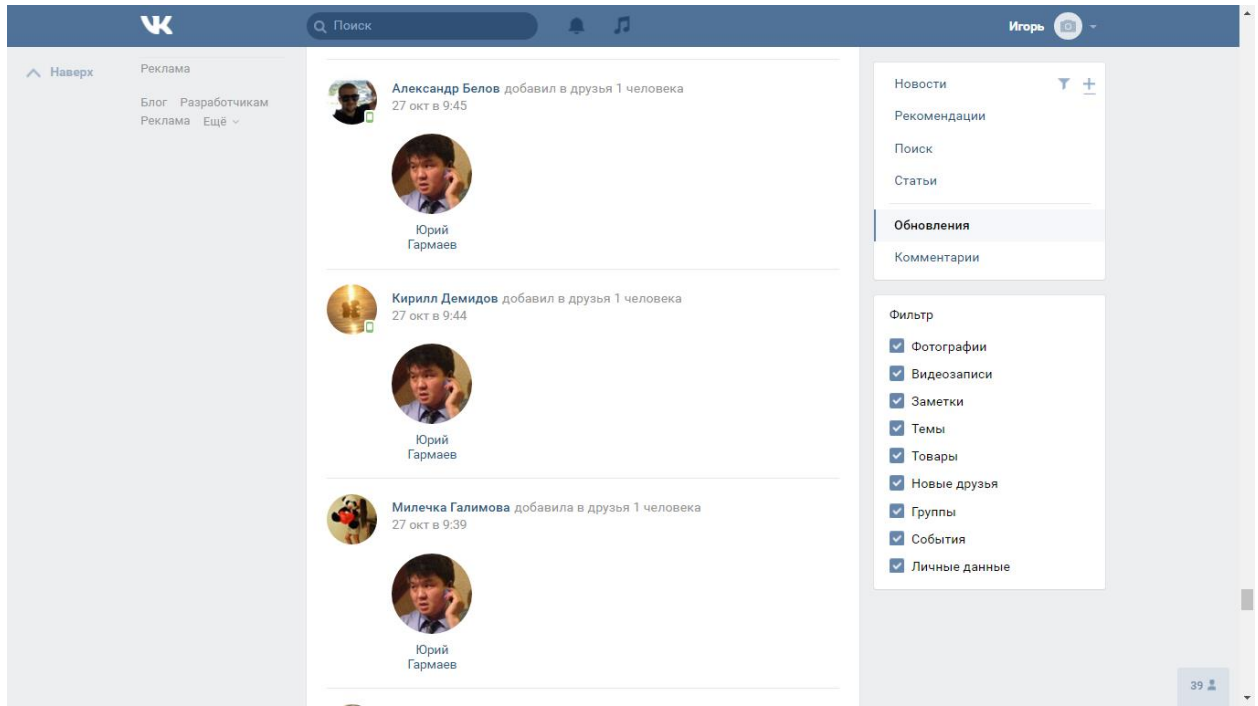 Поиск
Игорь
Наверх
Реклама
Блог Разработчикам
Реклама Ещё
Александр Белов добавил в друзья 1 человека
27 окт в 9:45
Юрий
Гармаев
Кирилл Демидов добавил в друзья 1 человека
27 окт в 9:44
Юрий
Гармаев
Милечка Галимова добавила в друзья 1 человека
27 окт в 9:39
Юрий
Гармаев
Новости
Рекомендации
Поиск
Статьи
Обновления
Комментарии
Фильтр
Фотографии
Видеозаписи
Заметки
Темы
Товары
Новые друзья
Группы
События
Личные данные
39